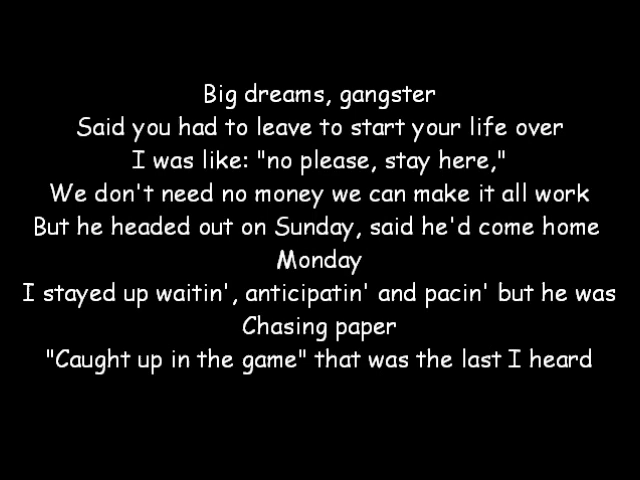 Big dreams, gangster
Said you had to leave to start your life over
I was like: "no please, stay here,"
We don't need no money we can make it all work
But he headed out on Sunday, said he'd come home
Monday
I stayed up waitin', anticipatin' and pacin' but he was
Chasing paper
"Caught up in the game" that was the last I heard